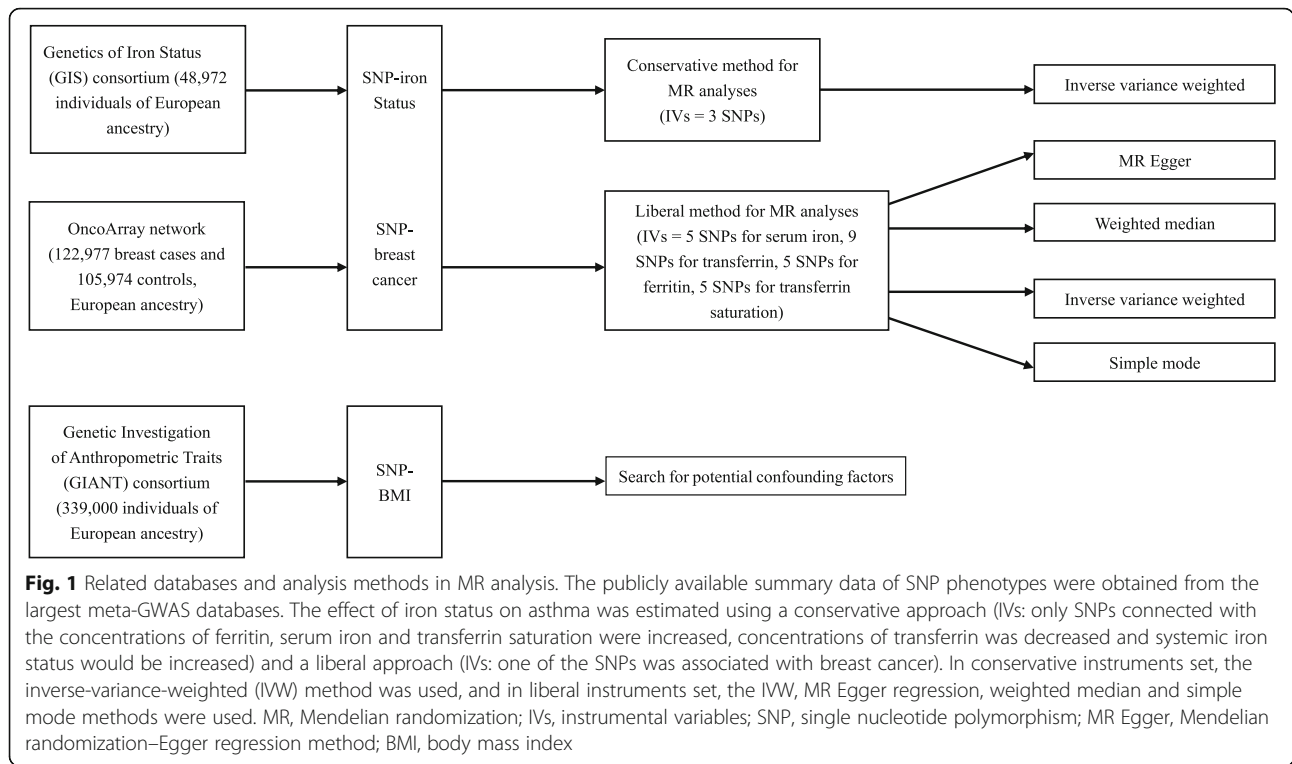 Genetics of Iron Status
(GIS) consortium (48,972
individuals of European
ancestry)
SNP-iron
Status
Conservative method for
MR analyses
(IVs = 3 SNPs)
Inverse variance weighted
MR Egger
OncoArray network
(122,977 breast cases and
105,974 controls,
European ancestry)
SNP-
breast
cancer
Liberal method for MR analyses
(IVs = 5 SNPs for serum iron, 9
SNPs for transferrin, 5 SNPs for
ferritin, 5 SNPs for transferrin
saturation)
Weighted median
Inverse variance weighted
Simple mode
Genetic Investigation
of Anthropometric Traits
(GIANT) consortium
(339,000 individuals of
European ancestry)
SNP-
BMI
Search for potential confounding factors
Fig. 1 Related databases and analysis methods in MR analysis. The publicly available summary data of SNP phenotypes were obtained from the
largest meta-GWAS databases. The effect of iron status on asthma was estimated using a conservative approach (IVs: only SNPs connected with
the concentrations of ferritin, serum iron and transferrin saturation were increased, concentrations of transferrin was decreased and systemic iron
status would be increased) and a liberal approach (IVs: one of the SNPs was associated with breast cancer). In conservative instruments set, the
inverse-variance-weighted (IVW) method was used, and in liberal instruments set, the IVW, MR Egger regression, weighted median and simple
mode methods were used. MR, Mendelian randomization; IVs, instrumental variables; SNP, single nucleotide polymorphism; MR Egger, Mendelian
randomization–Egger regression method; BMI, body mass index